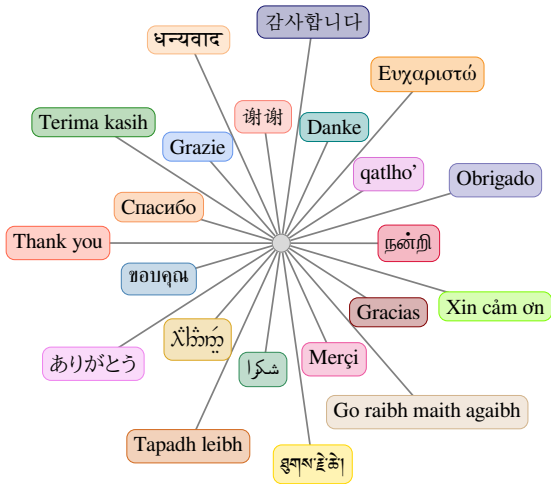 감사합니다
धन्यवाद
Ευχαριστώ
谢谢
Terima kasih
Danke
Grazie
qatlho’
Obrigado
Спасибо
Thank you
நன்றி
ขอบคุณ
Xin cảm ơn
Gracias
ありがとう
Merçi
شكرا
Go raibh maith agaibh
Tapadh leibh
ཐུགས་རྗེ་ཆེ།